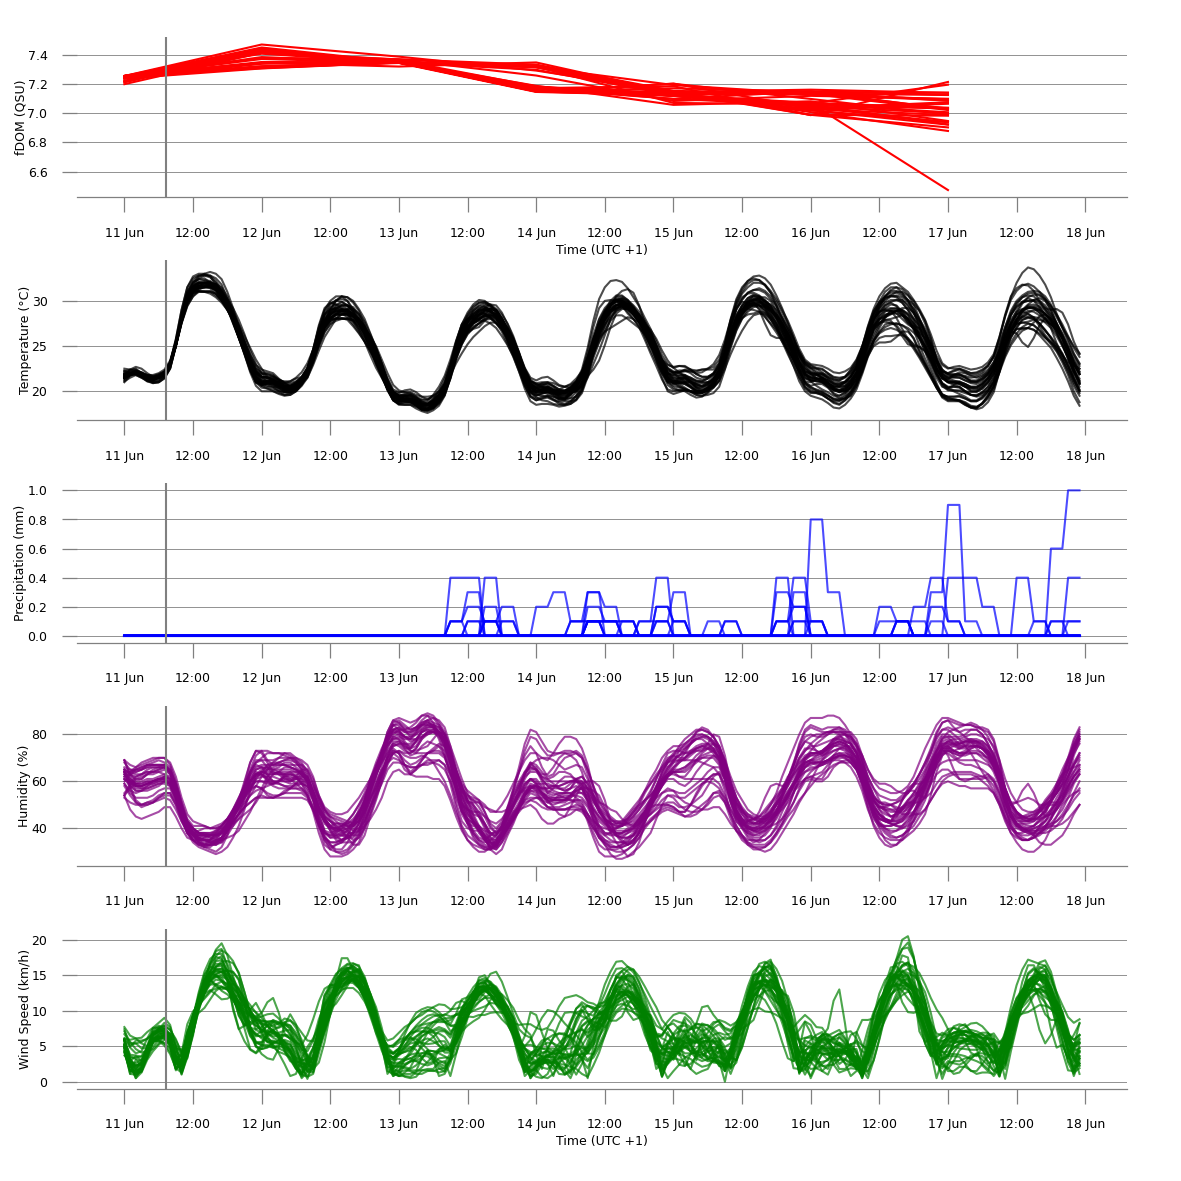 fDOM (QSU)
7.4
7.2
7.0
6.8
6.6
11 Jun 12:00 12 Jun 12:00 13 Jun 12:00 14 Jun 12:00 15 Jun 12:00 16 Jun 12:00 17 Jun 12:00 18 Jun
Time (UTC +1)
Temperature (°C)
30
25
20
11 Jun 12:00 12 Jun 12:00 13 Jun 12:00 14 Jun 12:00 15 Jun 12:00 16 Jun 12:00 17 Jun 12:00 18 Jun
Precipitation (mm)
1.0
0.8
0.6
0.4
0.2
0.0
11 Jun 12:00 12 Jun 12:00 13 Jun 12:00 14 Jun 12:00 15 Jun 12:00 16 Jun 12:00 17 Jun 12:00 18 Jun
Humidity (%)
80
60
40
11 Jun 12:00 12 Jun 12:00 13 Jun 12:00 14 Jun 12:00 15 Jun 12:00 16 Jun 12:00 17 Jun 12:00 18 Jun
Wind Speed (km/h)
20
15
10
5
0
11 Jun 12:00 12 Jun 12:00 13 Jun 12:00 14 Jun 12:00 15 Jun 12:00 16 Jun 12:00 17 Jun 12:00 18 Jun
Time (UTC +1)